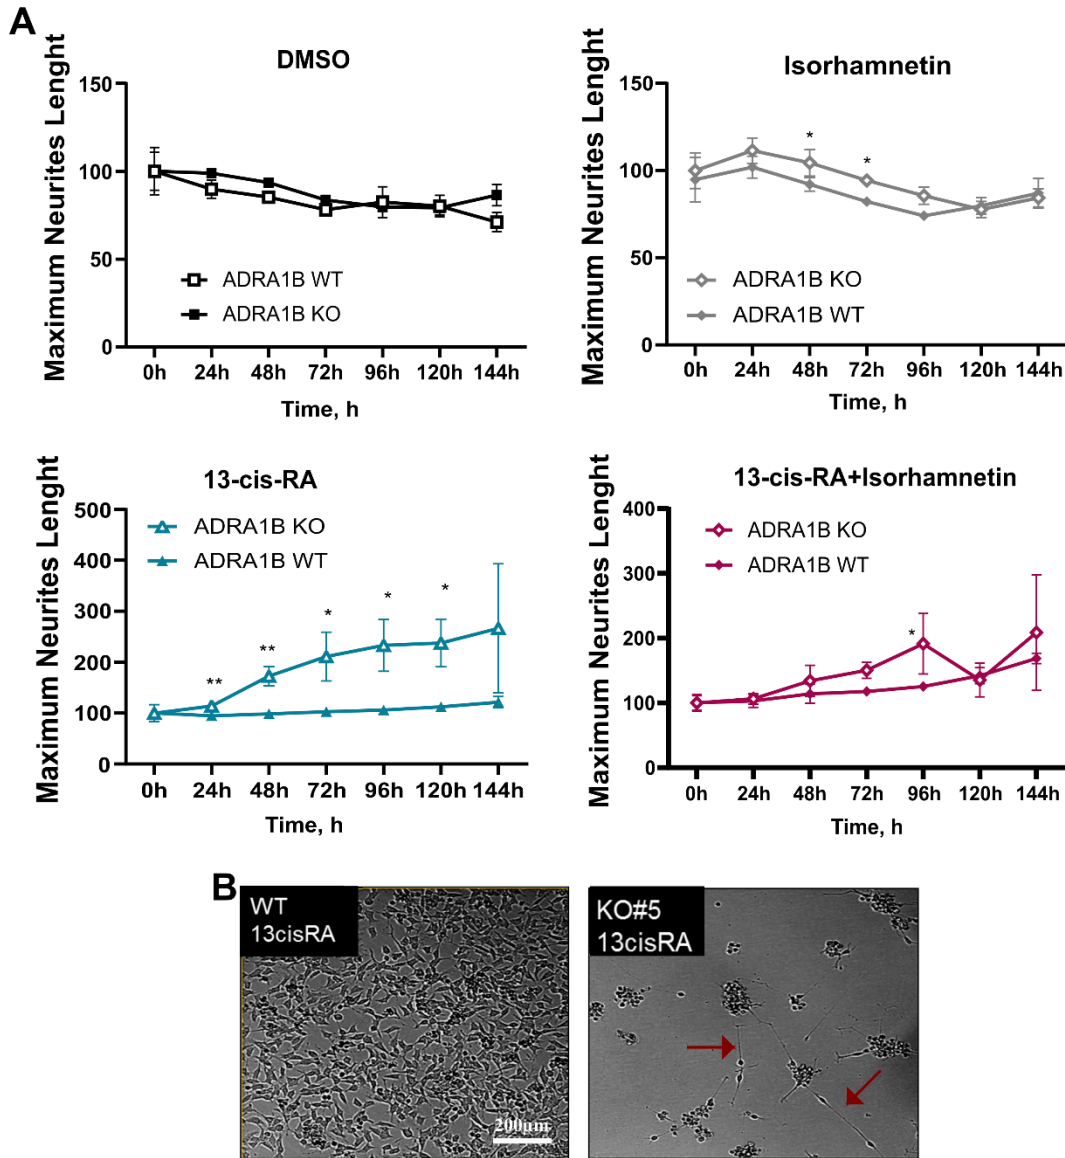 A
DMSO
Maximum Neurites Lenght
150
100
50
0
ADRA1B WT
ADRA1B KO
0h 24h 48h 72h 96h 120h 144h
Time, h
Isorhamnetin
Maximum Neurites Lenght
150
100
50
0
*
*
ADRA1B KO
ADRA1B WT
0h 24h 48h 72h 96h 120h 144h
Time, h
13-cis-RA
Maximum Neurites Lenght
500
400
300
200
100
0
ADRA1B KO
ADRA1B WT
**
**
*
*
*
0h 24h 48h 72h 96h 120h 144h
Time, h
13-cis-RA+Isorhamnetin
Maximum Neurites Lenght
400
300
200
100
0
ADRA1B KO
ADRA1B WT
*
0h 24h 48h 72h 96h 120h 144h
Time, h
B
WT
13cisRA
200µm
KO#5
13cisRA